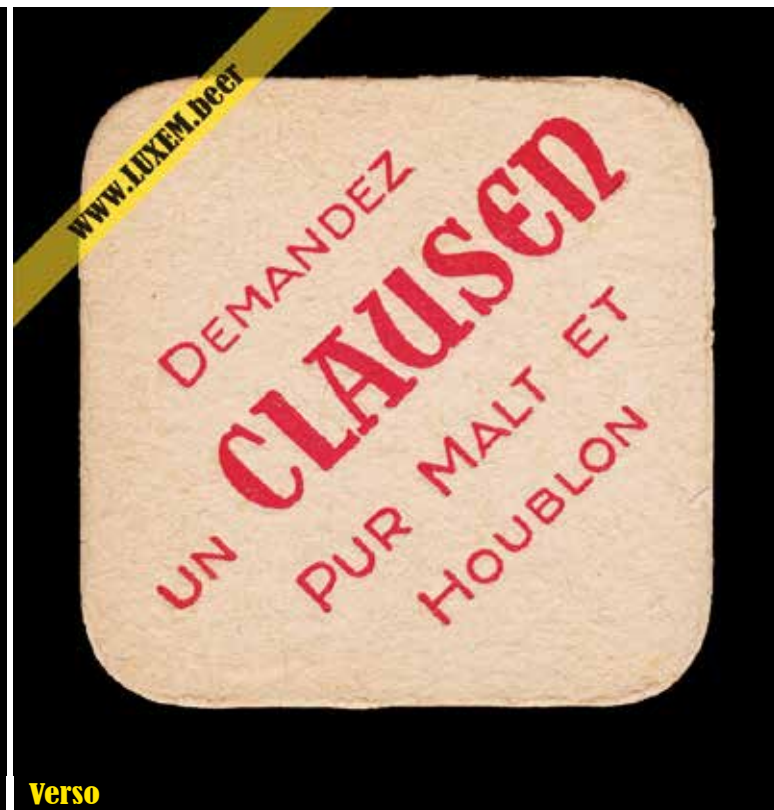 www.LUXEM.beer
DEMANDEZ
UN CLAUSEN
PUR MALT ET
HOUBLON
Verso